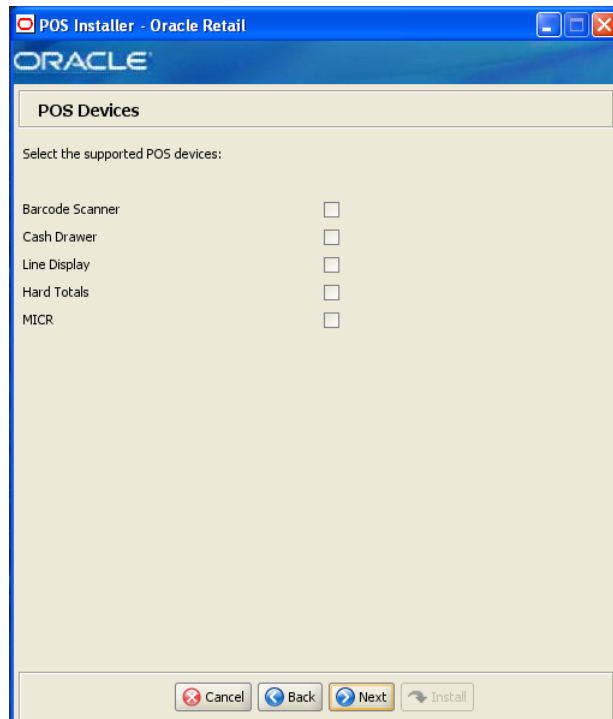 POS Installer - Oracle Retail
ORACLE
POS Devices
Select the supported POS devices:
Barcode Scanner
Cash Drawer
Line Display
Hard Totals
MICR
Cancel Back Next Install